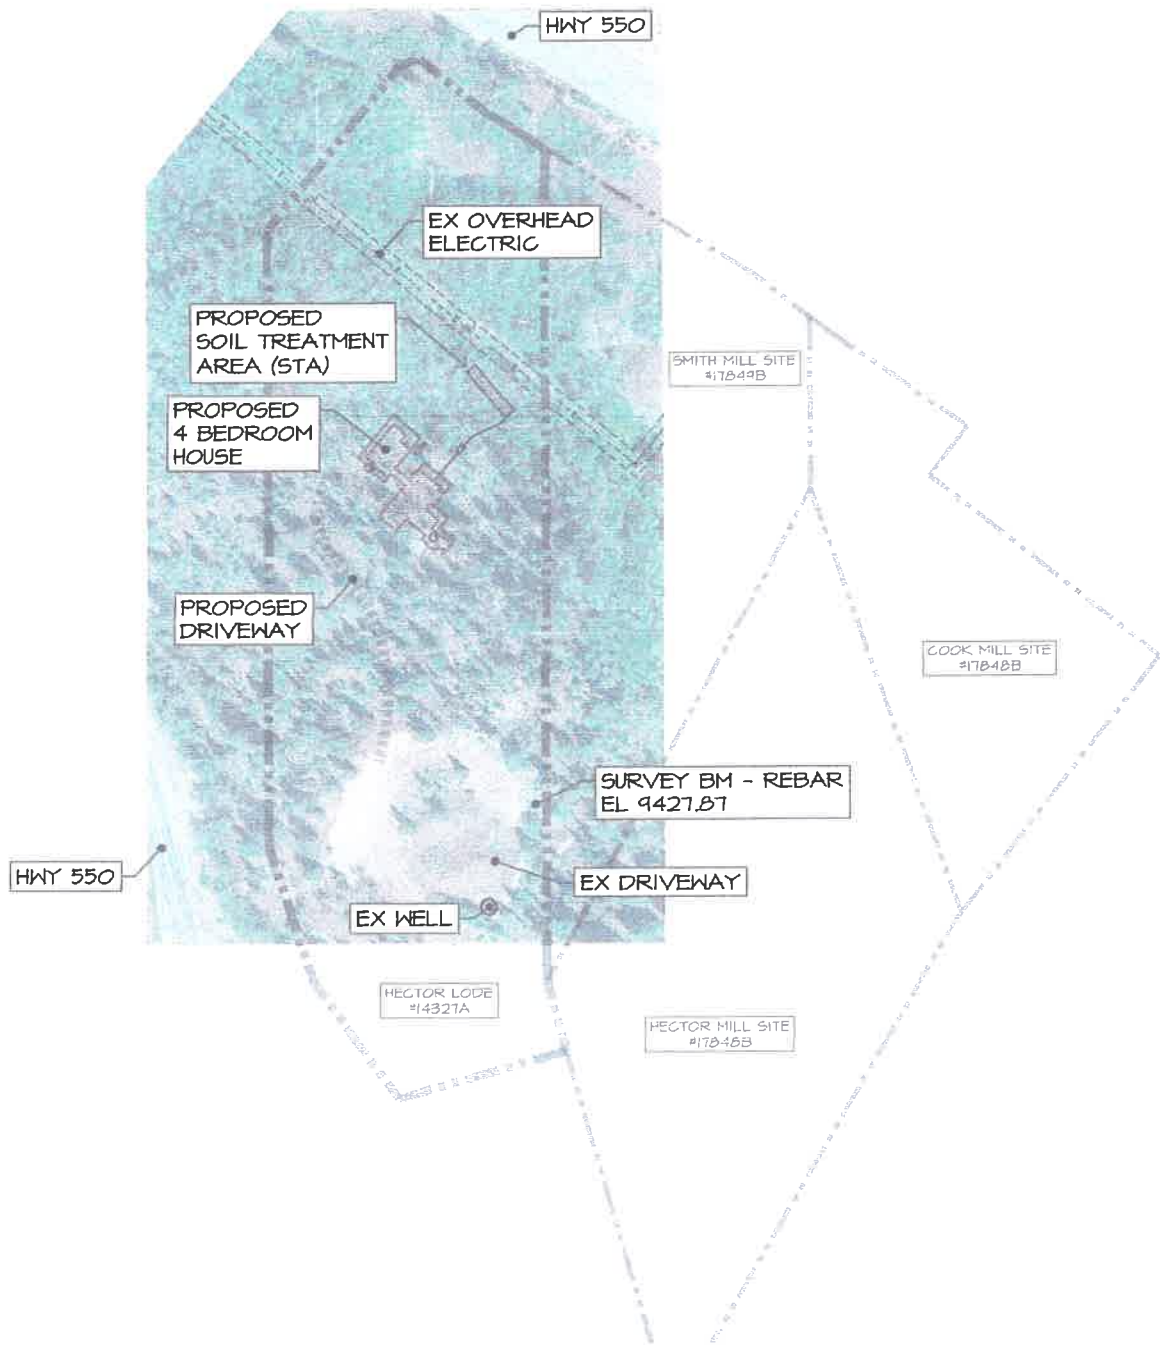 HWY 550
EX OVERHEAD
ELECTRIC
PROPOSED
SOIL TREATMENT
AREA (STA)
SMITH MILL SITE
#17849B
PROPOSED
4 BEDROOM
HOUSE
PROPOSED
DRIVEWAY
COOK MILL SITE
#17848B
SURVEY BM - REBAR
EL 9427.87
HWY 550
EX DRIVEWAY
EX WELL
HECTOR LODE
#14327A
HECTOR MILL SITE
#17848B